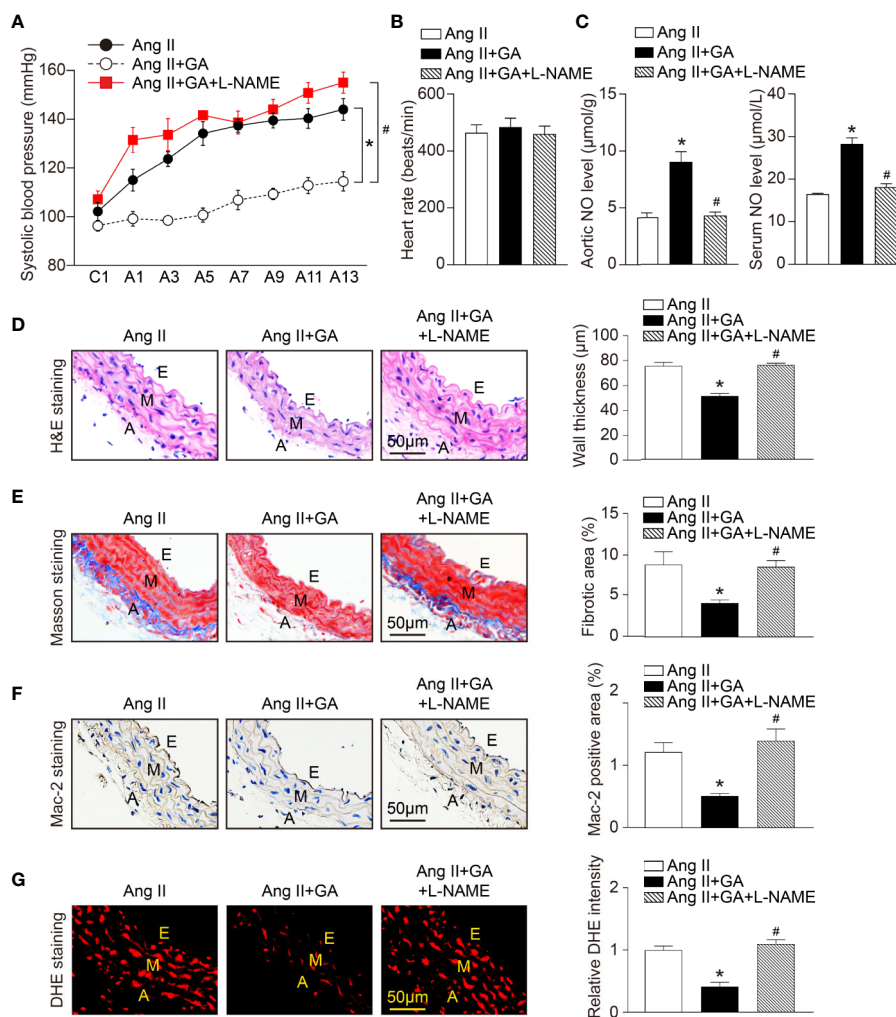 A
Ang II
Ang II+GA
Ang II+GA+L-NAME
Systolic blood pressure (mmHg)
160
140
120
100
80
C1 A1 A3 A5 A7 A9 A11 A13
*
#
B
Ang II
Ang II+GA
Ang II+GA+L-NAME
Heart rate (beats/min)
600
400
200
0
C
Ang II
Ang II+GA
Ang II+GA+L-NAME
Aortic NO level (µmol/g)
15
10
5
0
*
#
Serum NO level (µmol/L)
40
30
20
10
0
*
#
D
H&E staining
Ang II
Ang II+GA
Ang II+GA
+L-NAME
E
M
A
E
M
A
E
M
A
50µm
Ang II
Ang II+GA
Ang II+GA+L-NAME
Wall thickness (µm)
100
80
60
40
20
0
*
#
E
Masson staining
Ang II
Ang II+GA
Ang II+GA
+L-NAME
E
M
A
E
M
A
E
M
A
50µm
Ang II
Ang II+GA
Ang II+GA+L-NAME
Fibrotic area (%)
15
10
5
0
*
#
F
Mac-2 staining
Ang II
Ang II+GA
Ang II+GA
+L-NAME
E
M
A
E
M
A
E
M
A
50µm
Ang II
Ang II+GA
Ang II+GA+L-NAME
Mac-2 positive area (%)
2
1
0
*
#
G
DHE staining
Ang II
Ang II+GA
Ang II+GA
+L-NAME
E
M
A
E
M
A
E
M
A
50µm
Ang II
Ang II+GA
Ang II+GA+L-NAME
Relative DHE intensity
2
1
0
*
#